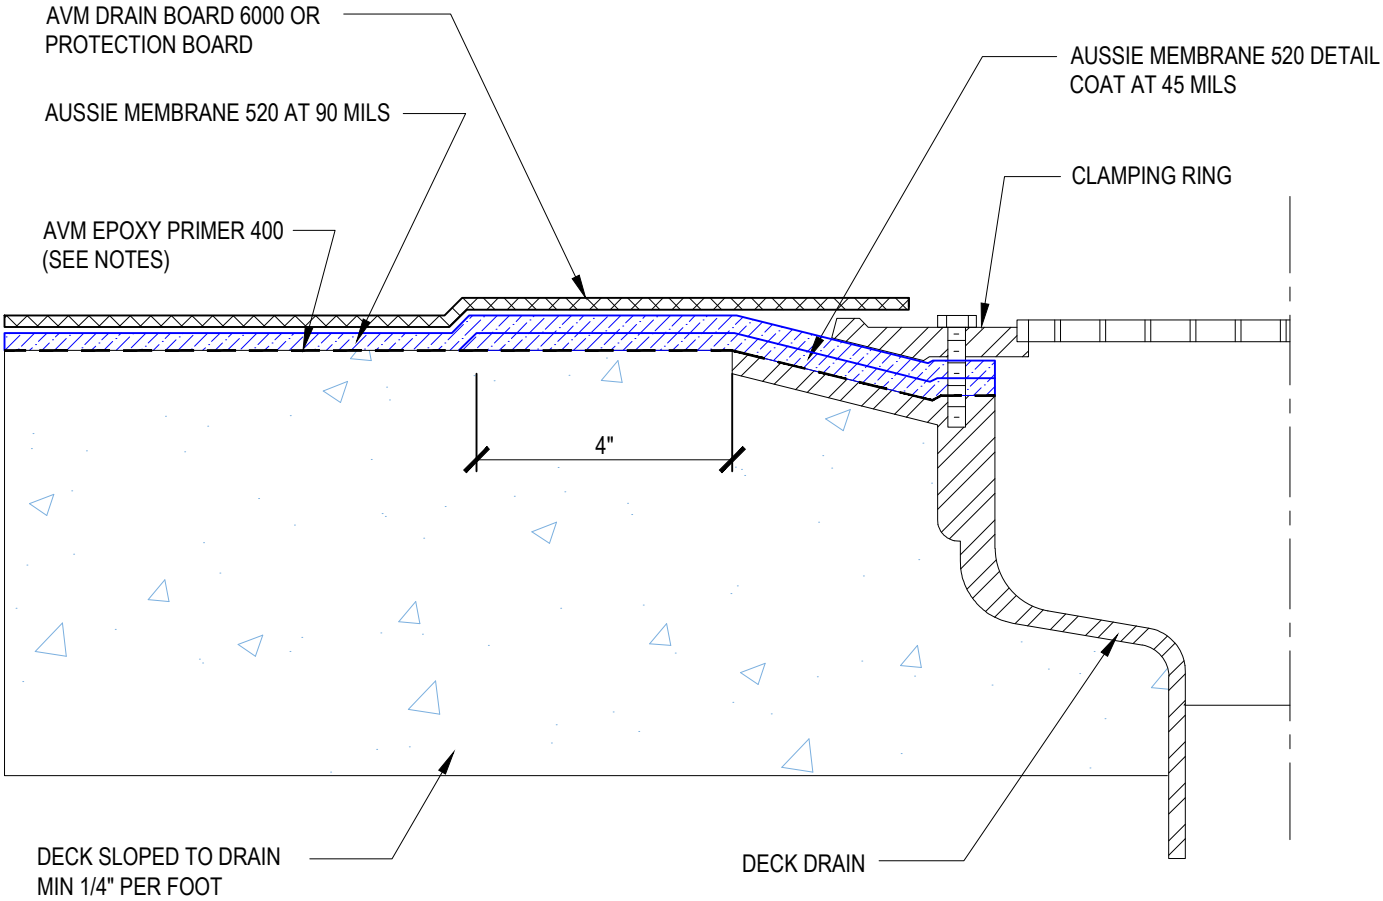 AVM DRAIN BOARD 6000 OR
PROTECTION BOARD
AUSSIE MEMBRANE 520 DETAIL
COAT AT 45 MILS
AUSSIE MEMBRANE 520 AT 90 MILS
CLAMPING RING
AVM EPOXY PRIMER 400
(SEE NOTES)
4"
DECK SLOPED TO DRAIN
MIN 1/4" PER FOOT
DECK DRAIN